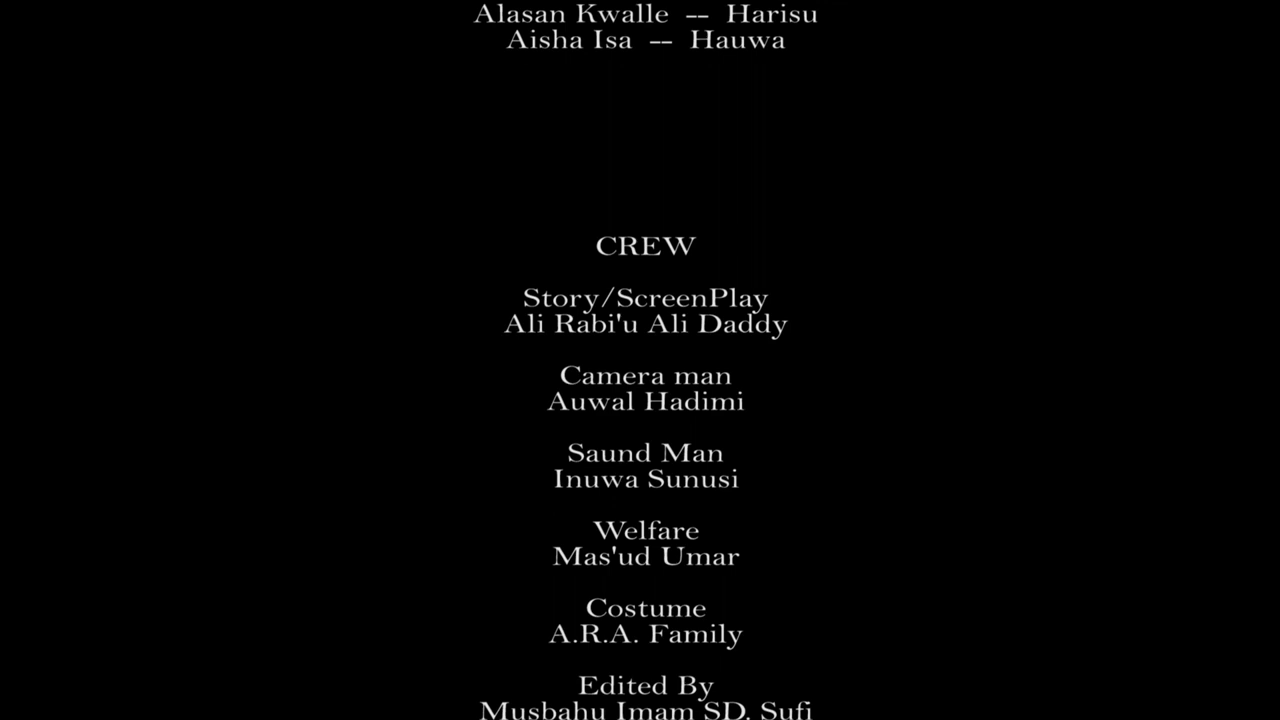 Alasan Kwalle -- Harisu
Aisha Isa -- Hauwa
CREW
Story/ScreenPlay
Ali Rabi'u Ali Daddy
Camera man
Auwal Hadimi
Saund Man
Inuwa Sunusi
Welfare
Mas'ud Umar
Costume
A.R.A. Family
Edited By
Musbahu Imam SD. Sufi